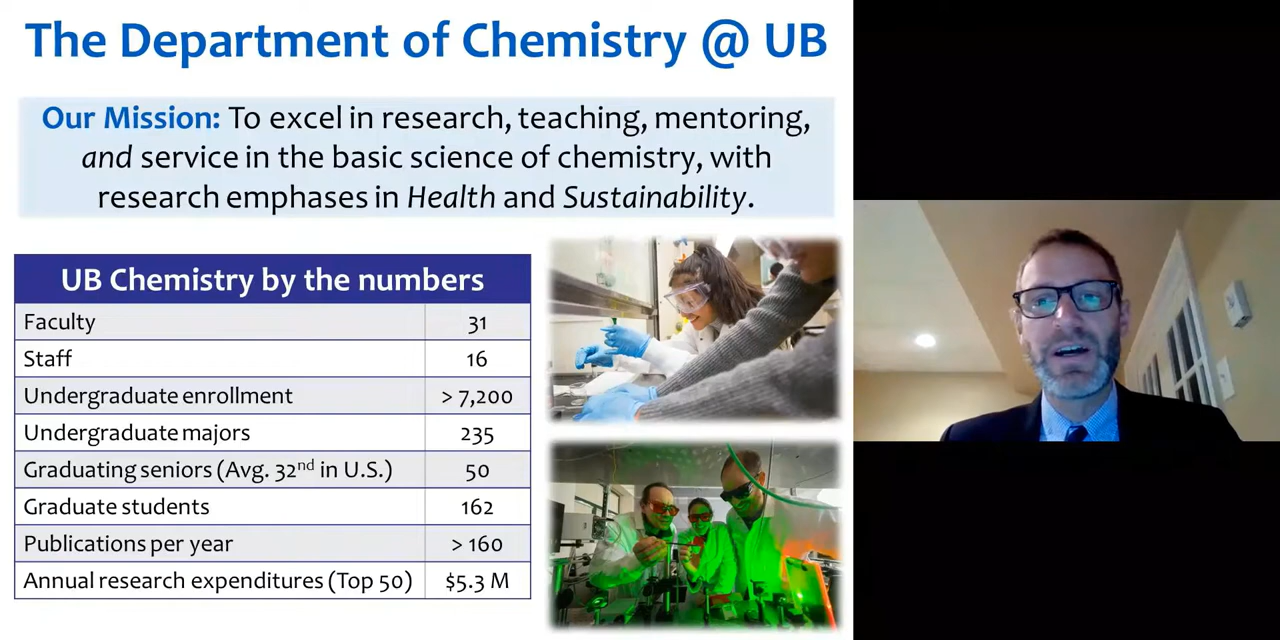 The Department of Chemistry @ UB
Our Mission: To excel in research, teaching, mentoring,
and service in the basic science of chemistry, with
research emphases in Health and Sustainability.
UB Chemistry by the numbers
Faculty 31
Staff 16
Undergraduate enrollment > 7,200
Undergraduate majors 235
Graduating seniors (Avg. 32nd in U.S.) 50
Graduate students 162
Publications per year > 160
Annual research expenditures (Top 50) $5.3 M